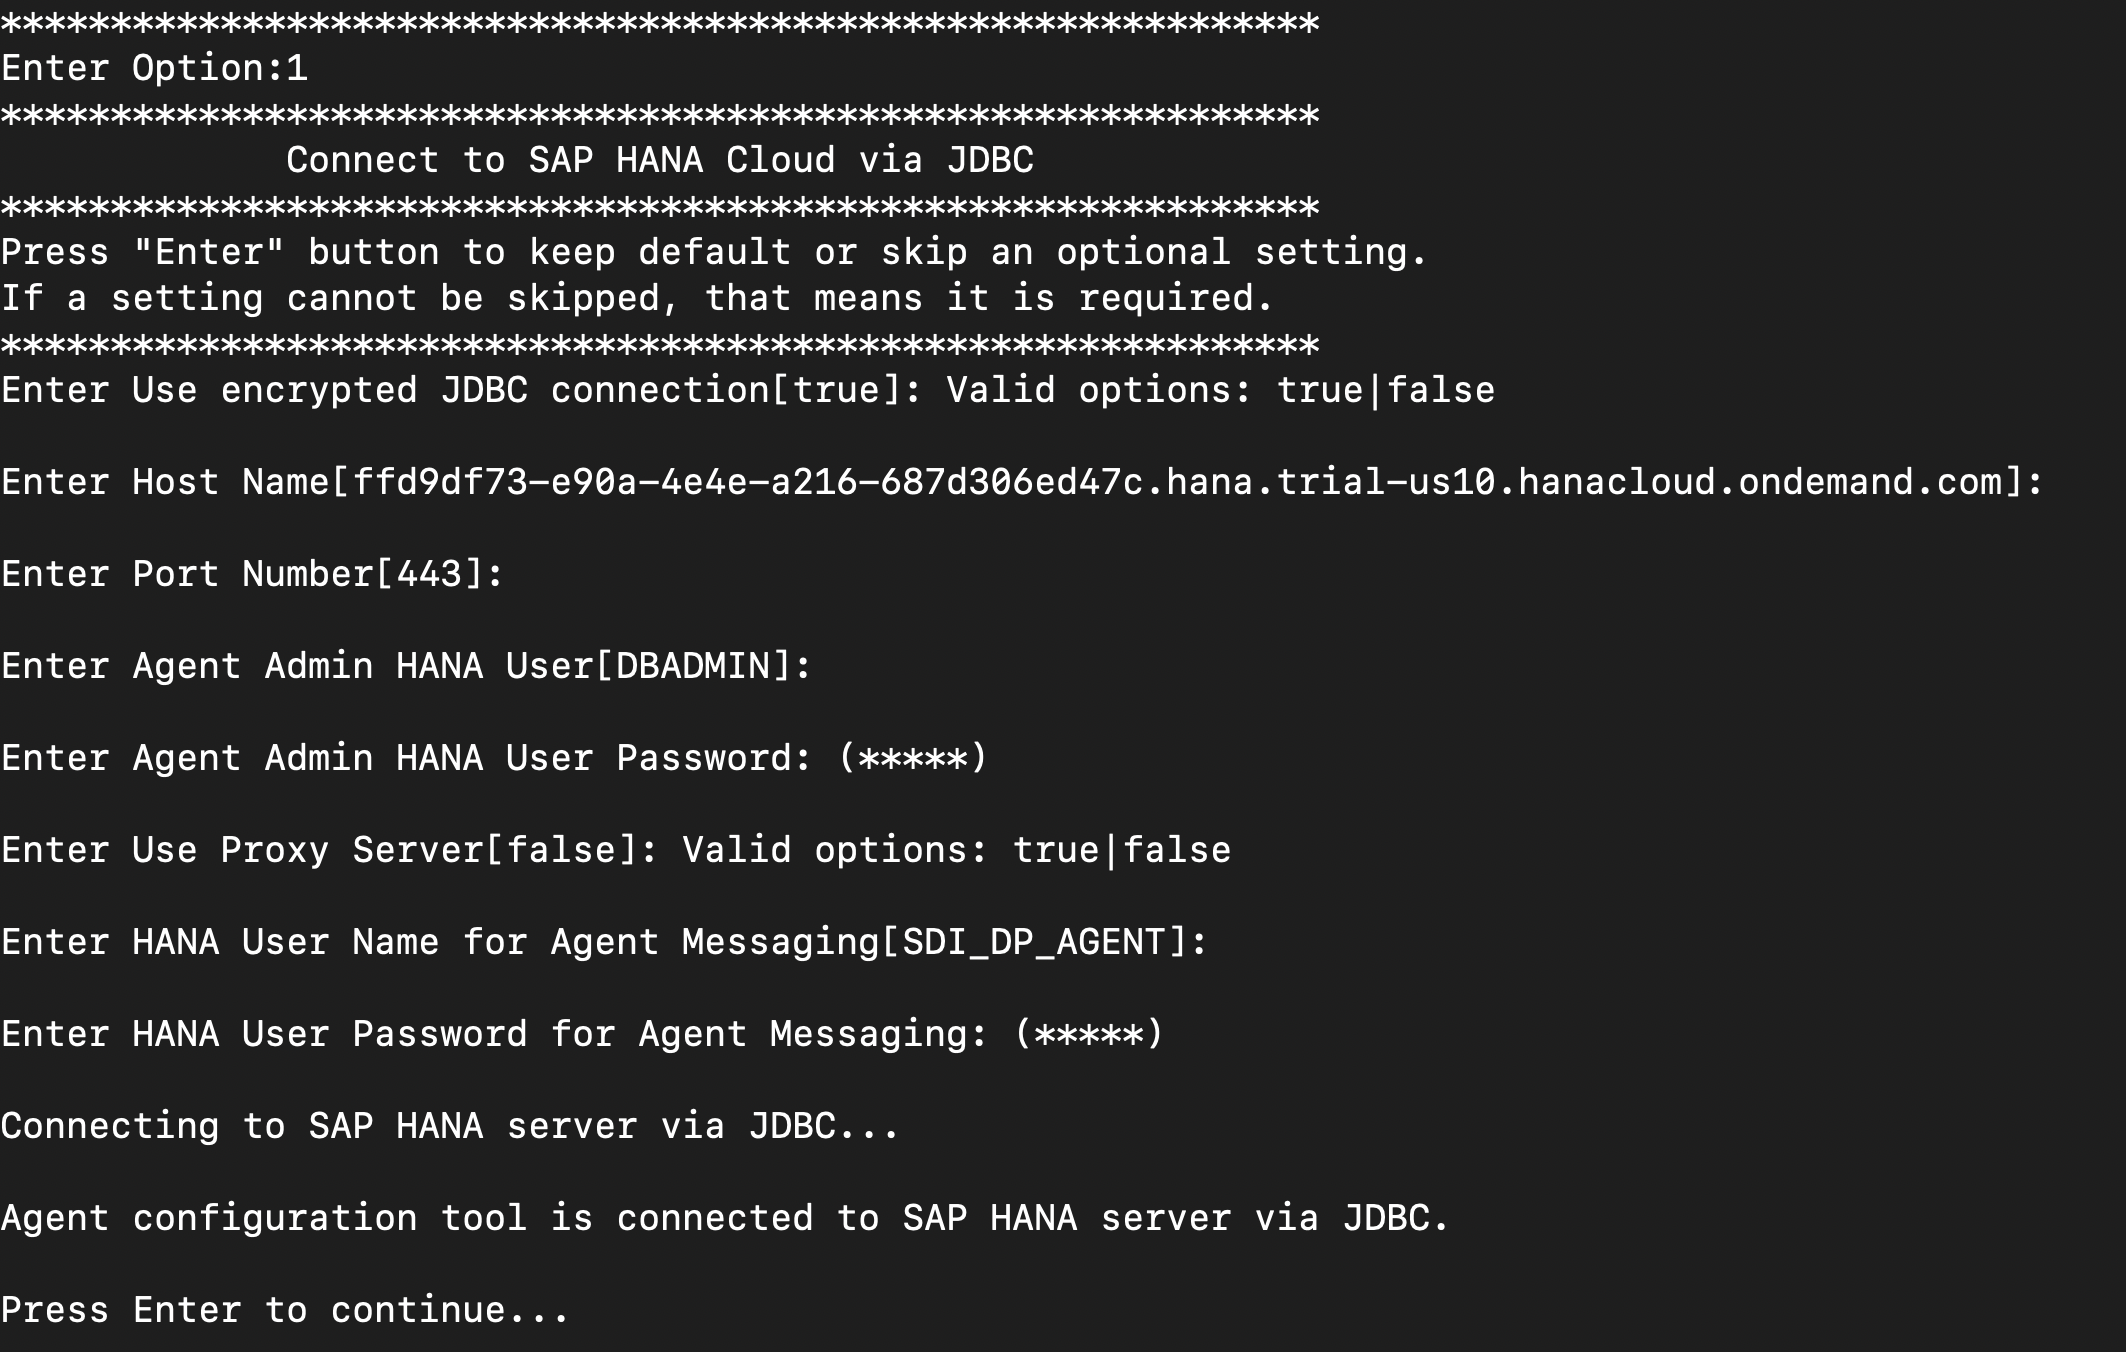 ************************************************************
Enter Option:1
************************************************************
Connect to SAP HANA Cloud via JDBC
************************************************************
Press "Enter" button to keep default or skip an optional setting.
If a setting cannot be skipped, that means it is required.
************************************************************
Enter Use encrypted JDBC connection[true]: Valid options: true|false
Enter Host Name[ffd9df73-e90a-4e4e-a216-687d306ed47c.hana.trial-us10.hanacloud.ondemand.com]:
Enter Port Number[443]:
Enter Agent Admin HANA User[DBADMIN]:
Enter Agent Admin HANA User Password: (*****)
Enter Use Proxy Server[false]: Valid options: true|false
Enter HANA User Name for Agent Messaging[SDI_DP_AGENT]:
Enter HANA User Password for Agent Messaging: (*****)
Connecting to SAP HANA server via JDBC...
Agent configuration tool is connected to SAP HANA server via JDBC.
Press Enter to continue...